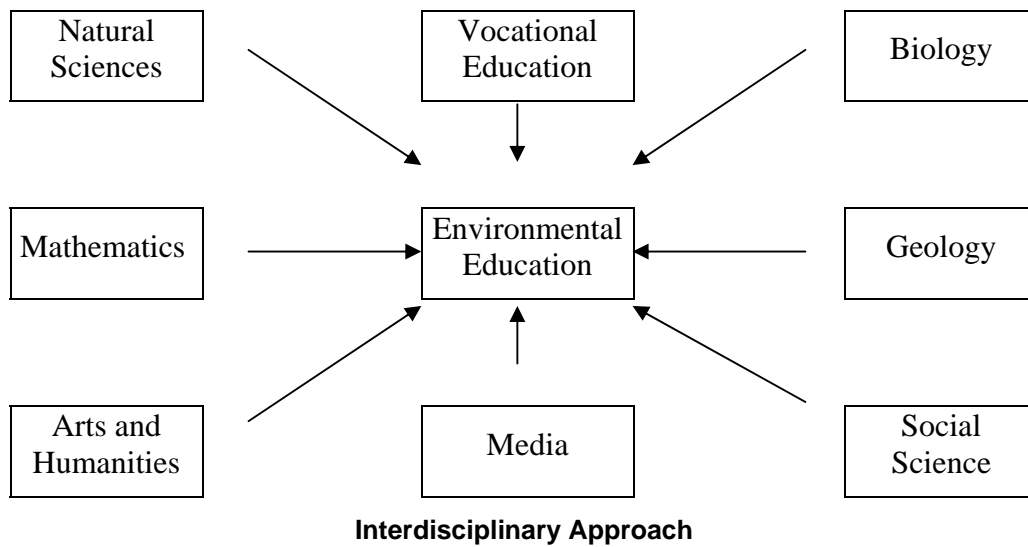 Natural
Sciences
Vocational
Education
Biology
Mathematics
Environmental
Education
Geology
Arts and
Humanities
Media
Social
Science
Interdisciplinary Approach